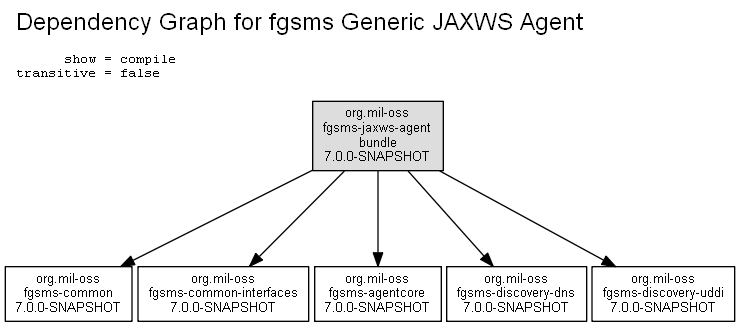 Dependency Graph for fgsms Generic JAXWS Agent
show = compile
transitive = false
org.mil-oss
fgsms-jaxws-agent
bundle
7.0.0-SNAPSHOT
org.mil-oss
fgsms-common
7.0.0-SNAPSHOT
org.mil-oss
fgsms-common-interfaces
7.0.0-SNAPSHOT
org.mil-oss
fgsms-agentcore
7.0.0-SNAPSHOT
org.mil-oss
fgsms-discovery-dns
7.0.0-SNAPSHOT
org.mil-oss
fgsms-discovery-uddi
7.0.0-SNAPSHOT